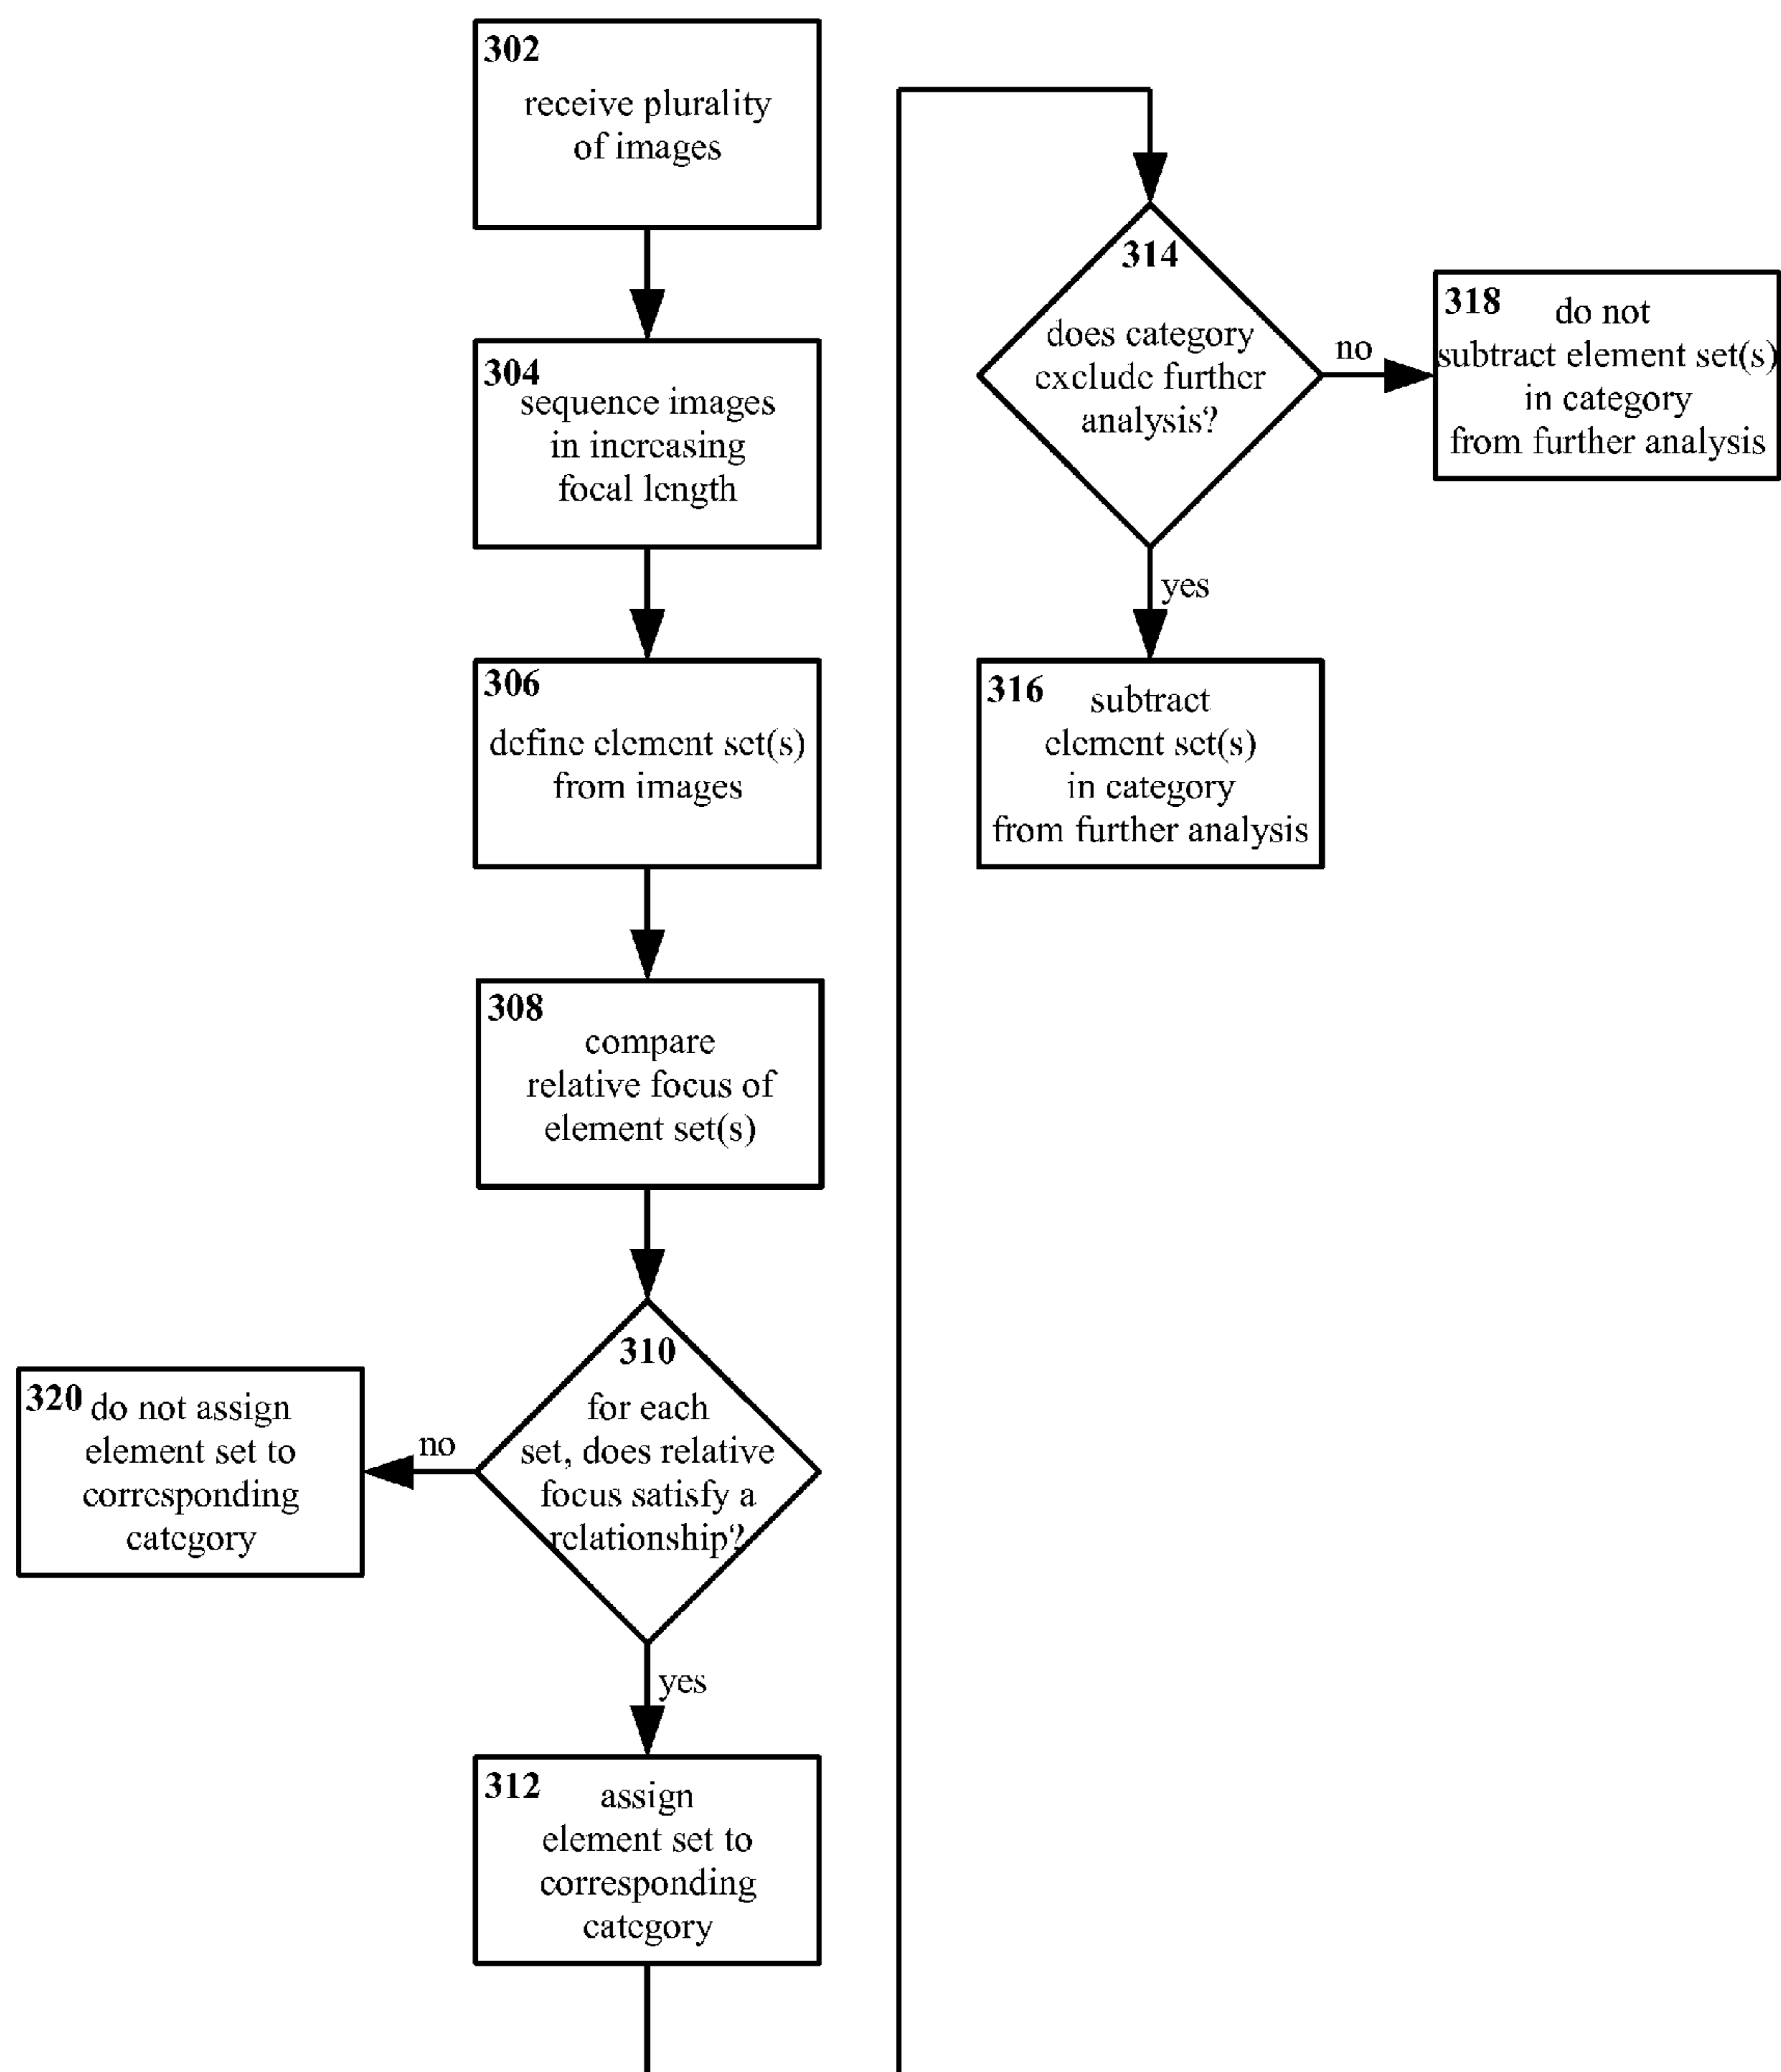 302
receive plurality
of images
304
sequence images
in increasing
focal length
306
define element set(s)
from images
308
compare
relative focus of
element set(s)
310
for each
set, does relative
focus satisfy a
relationship?
no
320 do not assign
element set to
corresponding
category
yes
312 assign
element set to
corresponding
category
314
does category
exclude further
analysis?
no
318 do not
subtract element set(s)
in category
from further analysis
yes
316 subtract
element set(s)
in category
from further analysis